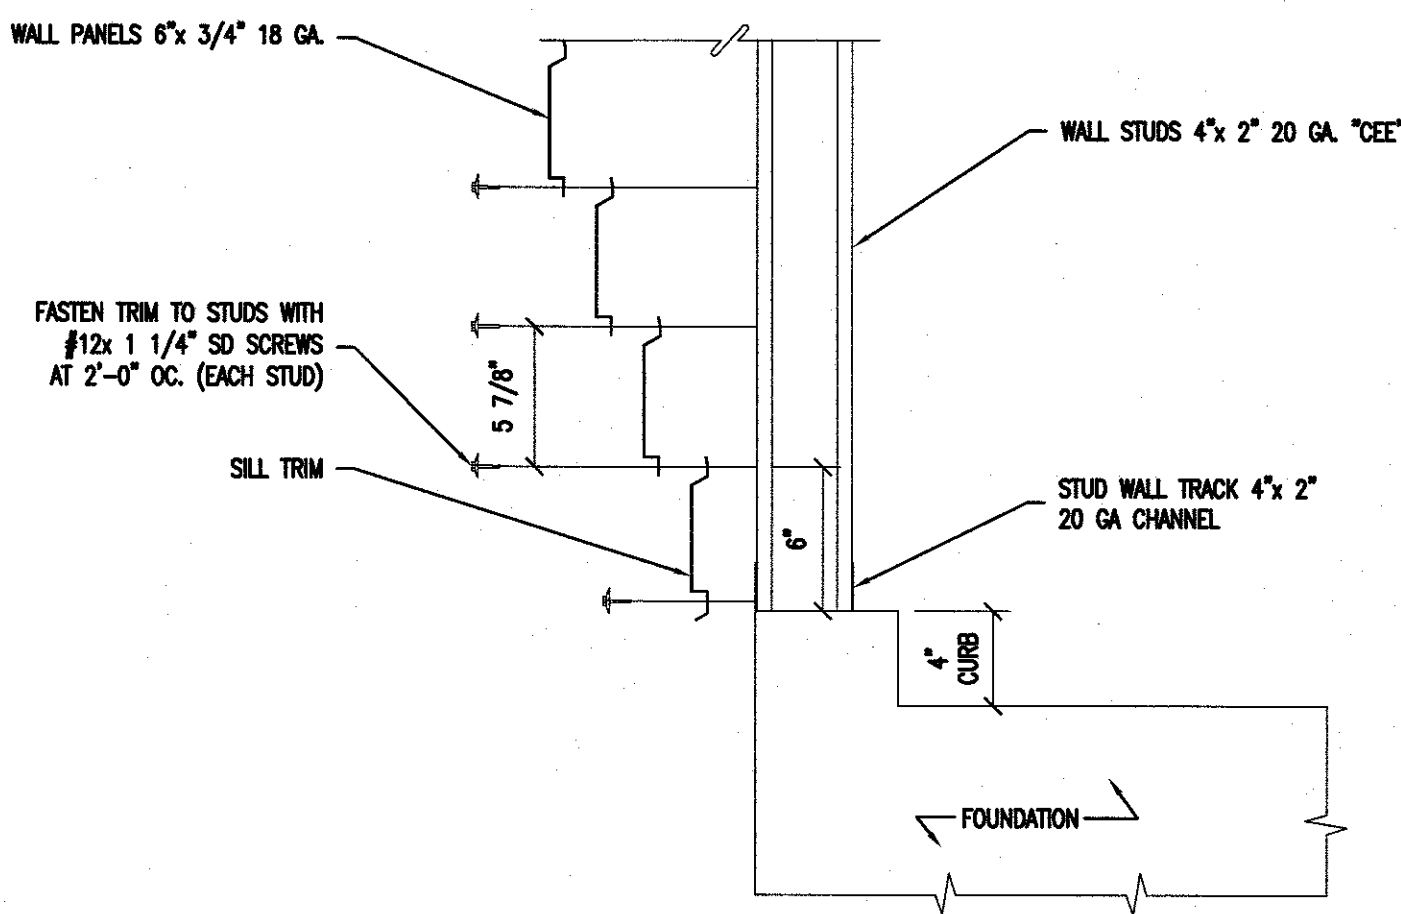 WALL PANELS 6"x 3/4" 18 GA.
WALL STUDS 4"x 2" 20 GA. "CEE"
FASTEN TRIM TO STUDS WITH
#12x 1 1/4" SD SCREWS
AT 2'-0" OC. (EACH STUD)
5 7/8"
SILL TRIM
6"
STUD WALL TRACK 4"x 2"
20 GA CHANNEL
4"
CURB
FOUNDATION